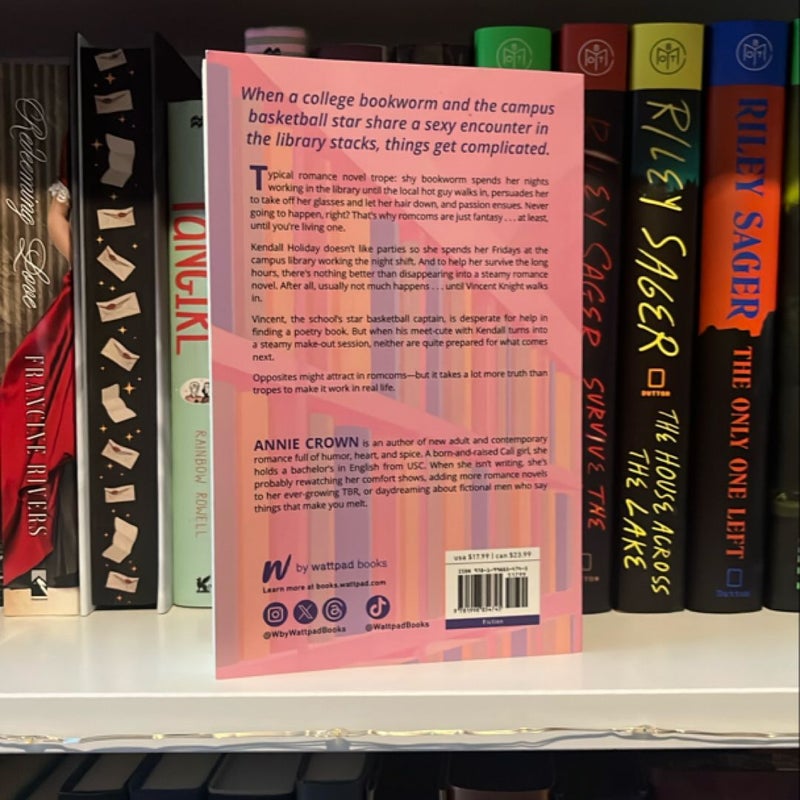 When a college bookworm and the campus
basketball star share a sexy encounter in
the library stacks, things get complicated.
Typical romance novel trope: shy bookworm spends her nights
working in the library until the local hot guy walks in, persuades her
to take off her glasses and let her hair down, and passion ensues. Never
going to happen, right? That's why romcoms are just fantasy . . . at least,
until you're living one.
Kendall Holiday doesn't like parties so she spends her Fridays at the
campus library working the night shift. And to help her survive the long
hours, there's nothing better than disappearing into a steamy romance
novel. After all, usually not much happens . . . until Vincent Knight walks
in.
Vincent, the school's star basketball captain, is desperate for help in
finding a poetry book. But when his meet-cute with Kendall turns into
a steamy make-out session, neither are quite prepared for what comes
next.
Opposites might attract in romcoms—but it takes a lot more truth than
tropes to make it work in real life.
ANNIE CROWN is an author of new adult and contemporary
romance full of humor, heart, and spice. A born-and-raised Cali girl, she
holds a bachelor's in English from USC. When she isn't writing, she's
probably rewatching her comfort shows, adding more romance novels
to her ever-growing TBR, or daydreaming about fictional men who say
things that make you melt.
W by wattpad books
Learn more at books.wattpad.com
@WbyWattpadBooks
@WattpadBooks
usa $17.99 | can $23.99
Fiction
Redeeming Love
FRANCINE RIVERS
RAINBOW ROWELL
RILEY SAGER SURVIVE THE
RILEY SAGER
DUTTON
THE HOUSE ACROSS
THE LAKE
RILEY SAGER
THE ONLY ONE LEFT
Dutton